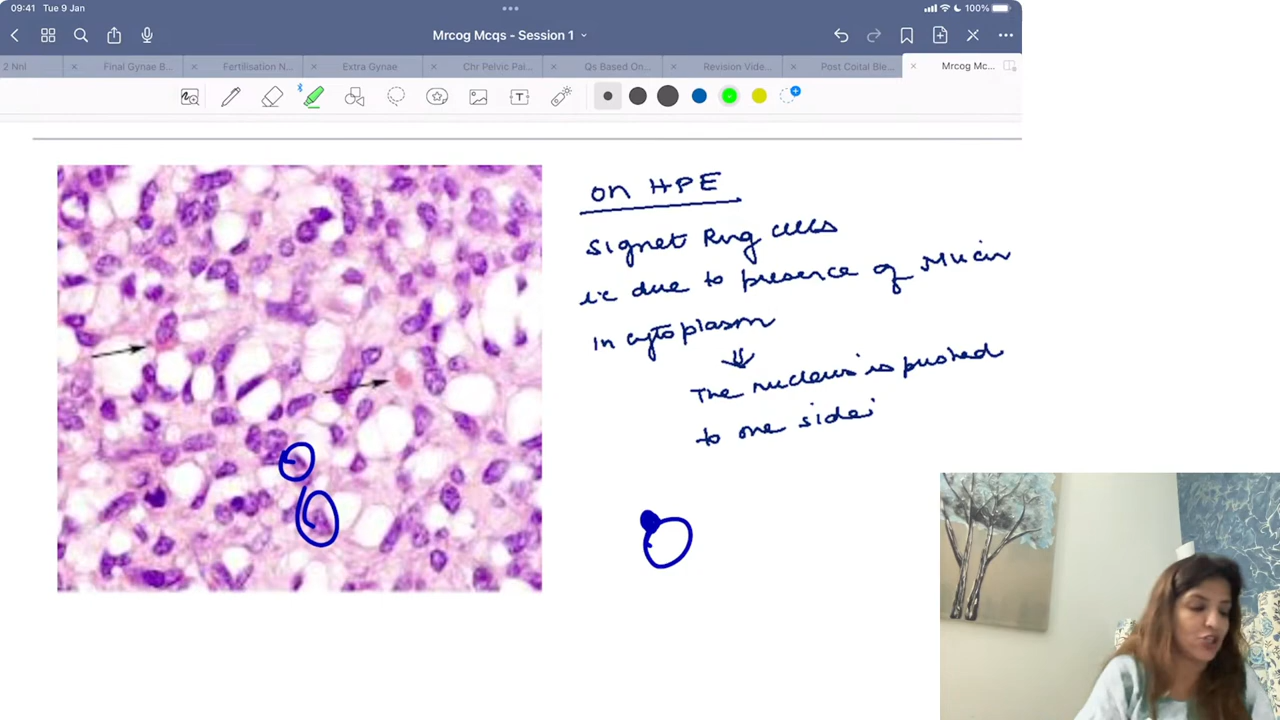 09:41 Tue 9 Jan
100%
Mrcog Mcqs - Session 1
2 Nnl
Final Gynae B...
Fertilisation N...
Extra Gynae
Chr Pelvic Pai...
Qs Based On...
Revision Vide...
Post Coital Ble...
Mrcog Mc...
on HPE
Signet Ring cells
i.e due to presence of Mucin
in cytoplasm
The nucleus is pushed
to one side